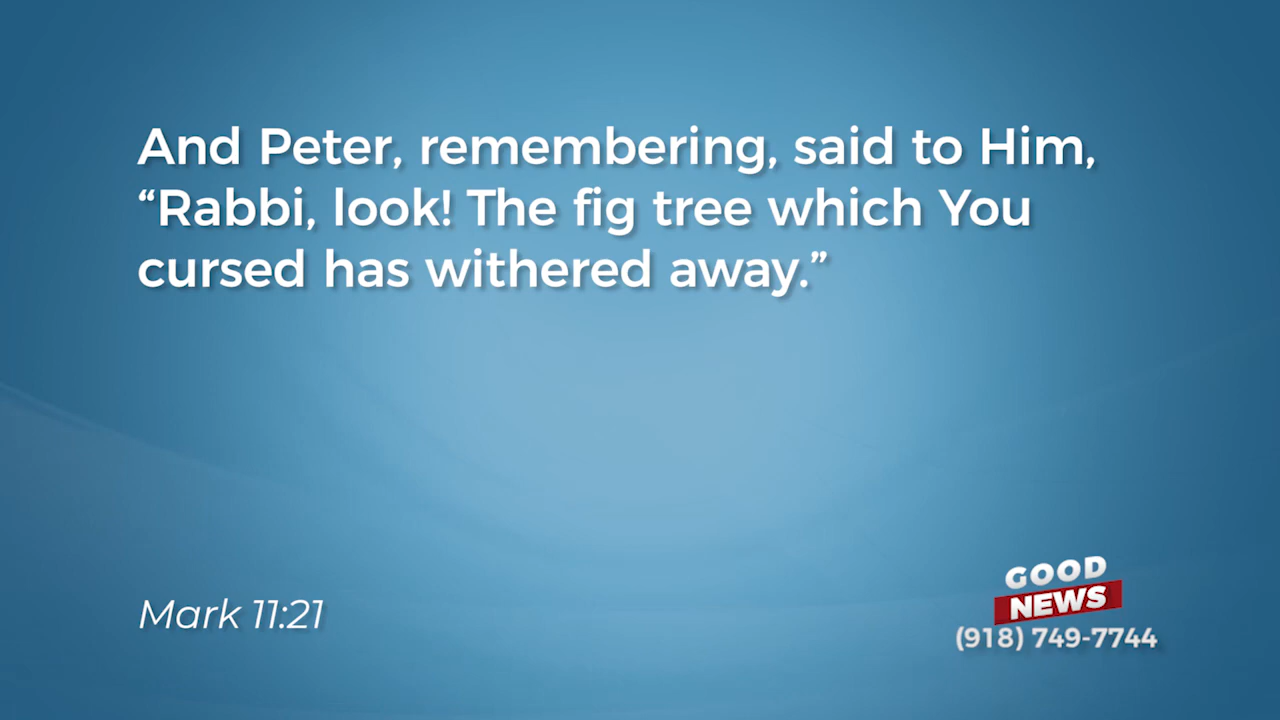 And Peter, remembering, said to Him,
“Rabbi, look! The fig tree which You
cursed has withered away.”
Mark 11:21
GOOD
NEWS
(918) 749-7744